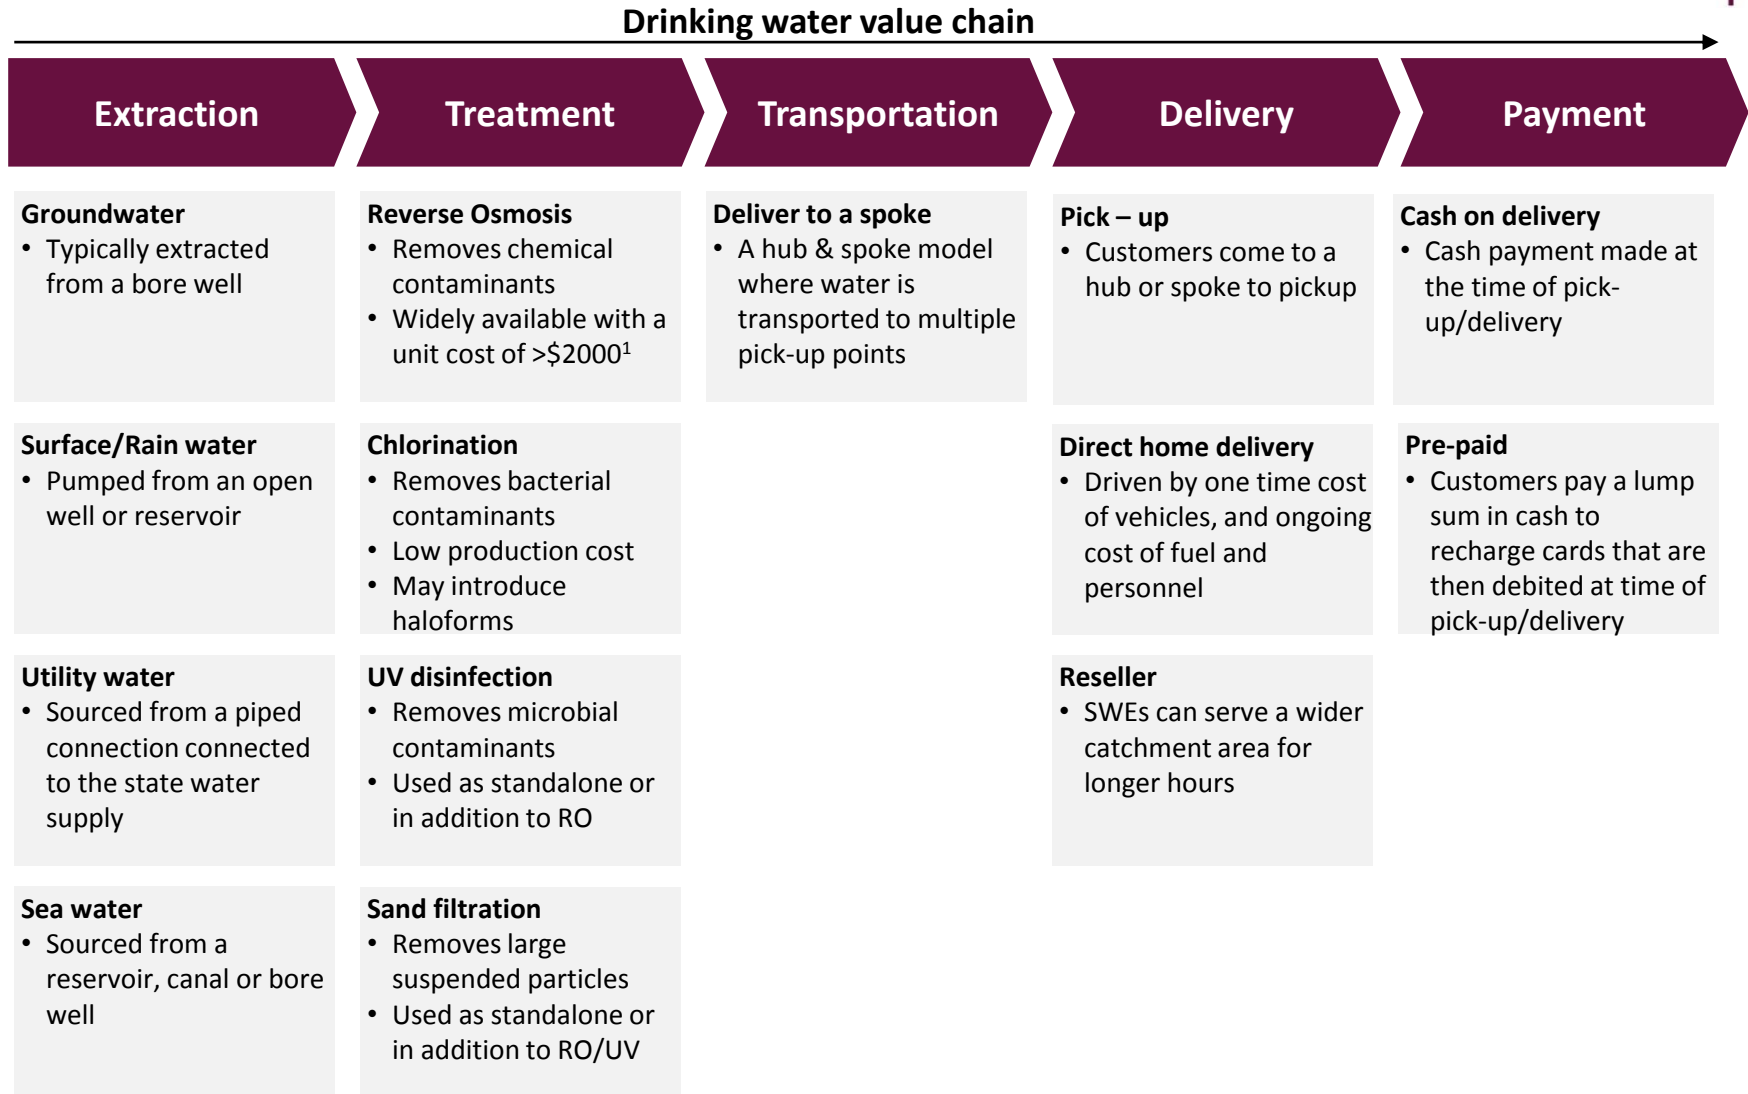 Drinking water value chain
Extraction
Treatment
Transportation
Delivery
Payment
Groundwater
• Typically extracted
from a bore well
Surface/Rain water
• Pumped from an open
well or reservoir
Utility water
• Sourced from a piped
connection connected
to the state water
supply
Sea water
• Sourced from a
reservoir, canal or bore
well
Reverse Osmosis
• Removes chemical
contaminants
• Widely available with a
unit cost of >$2000¹
Chlorination
• Removes bacterial
contaminants
• Low production cost
• May introduce
haloforms
UV disinfection
• Removes microbial
contaminants
• Used as standalone or
in addition to RO
Sand filtration
• Removes large
suspended particles
• Used as standalone or
in addition to RO/UV
Deliver to a spoke
• A hub & spoke model
where water is
transported to multiple
pick-up points
Pick – up
• Customers come to a
hub or spoke to pickup
Direct home delivery
• Driven by one time cost
of vehicles, and ongoing
cost of fuel and
personnel
Reseller
• SWEs can serve a wider
catchment area for
longer hours
Cash on delivery
• Cash payment made at
the time of pick-
up/delivery
Pre-paid
• Customers pay a lump
sum in cash to
recharge cards that are
then debited at time of
pick-up/delivery